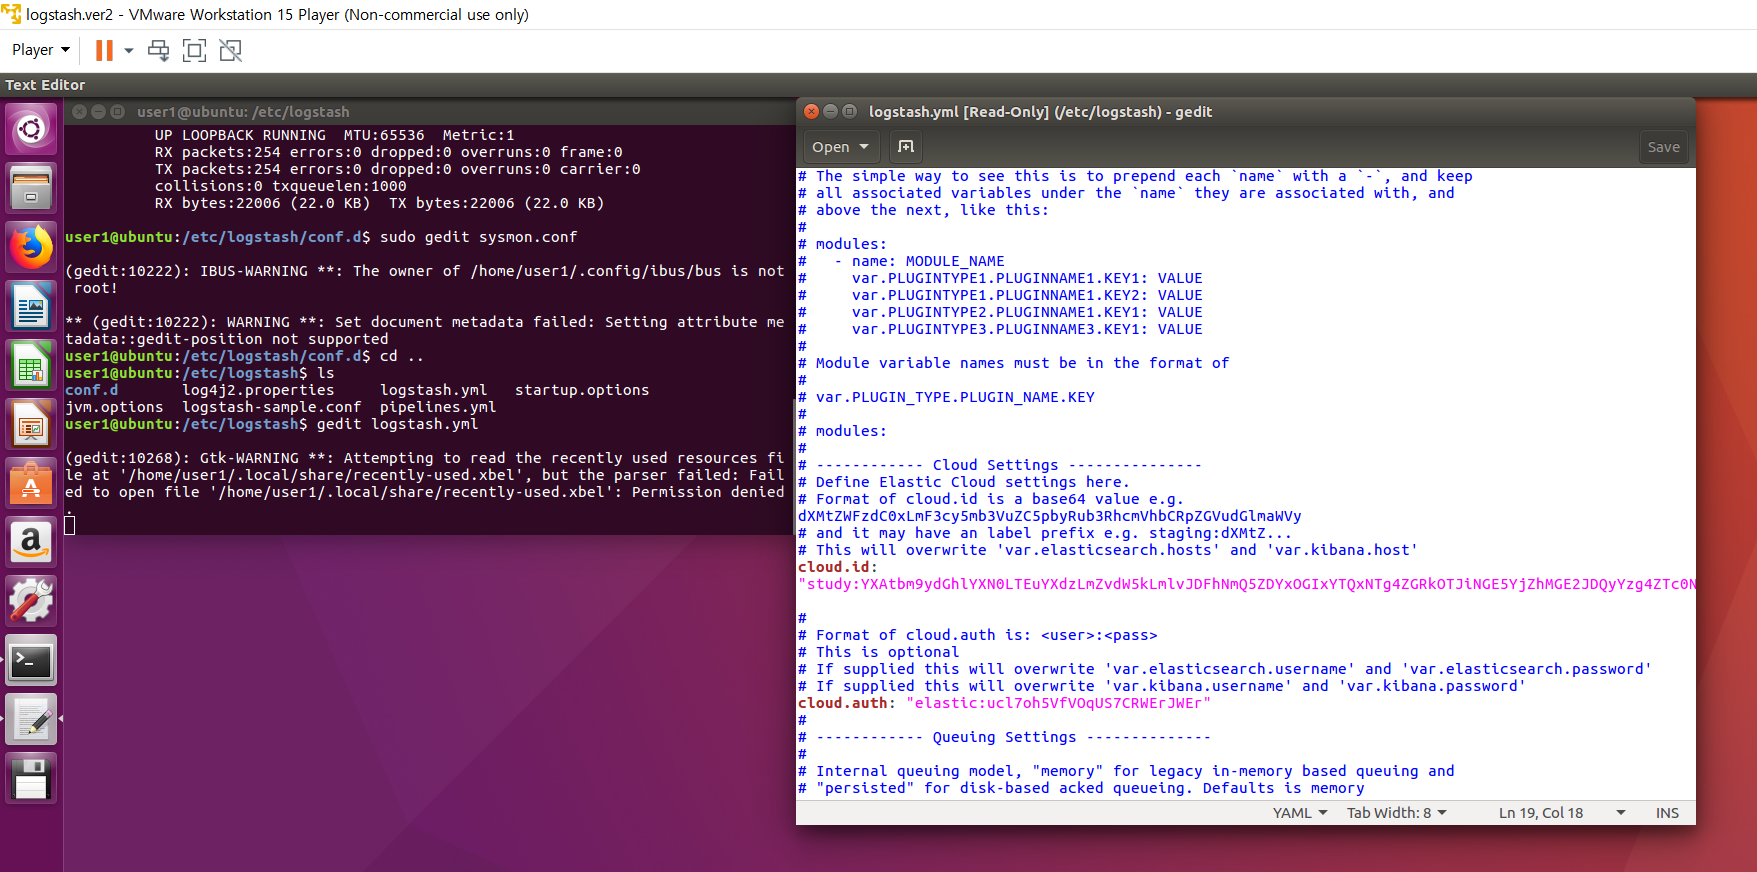 logstash.ver2 - VMware Workstation 15 Player (Non-commercial use only)
Player
Text Editor
user1@ubuntu: /etc/logstash
UP LOOPBACK RUNNING  MTU:65536  Metric:1
RX packets:254 errors:0 dropped:0 overruns:0 frame:0
TX packets:254 errors:0 dropped:0 overruns:0 carrier:0
collisions:0 txqueuelen:1000
RX bytes:22006 (22.0 KB)  TX bytes:22006 (22.0 KB)
user1@ubuntu:/etc/logstash/conf.d$ sudo gedit sysmon.conf
(gedit:10222): IBUS-WARNING **: The owner of /home/user1/.config/ibus/bus is not
root!
** (gedit:10222): WARNING **: Set document metadata failed: Setting attribute me
tadata::gedit-position not supported
user1@ubuntu:/etc/logstash/conf.d$ cd ..
user1@ubuntu:/etc/logstash$ ls
conf.d       log4j2.properties     logstash.yml   startup.options
jvm.options  logstash-sample.conf  pipelines.yml
user1@ubuntu:/etc/logstash$ gedit logstash.yml
(gedit:10268): Gtk-WARNING **: Attempting to read the recently used resources fi
le at '/home/user1/.local/share/recently-used.xbel', but the parser failed: Fail
ed to open file '/home/user1/.local/share/recently-used.xbel': Permission denied
.
logstash.yml [Read-Only] (/etc/logstash) - gedit
Open
Save
# The simple way to see this is to prepend each `name` with a `-`, and keep
# all associated variables under the `name` they are associated with, and
# above the next, like this:
#
# modules:
#   - name: MODULE_NAME
#     var.PLUGINTYPE1.PLUGINNAME1.KEY1: VALUE
#     var.PLUGINTYPE1.PLUGINNAME1.KEY2: VALUE
#     var.PLUGINTYPE2.PLUGINNAME1.KEY1: VALUE
#     var.PLUGINTYPE3.PLUGINNAME3.KEY1: VALUE
#
# Module variable names must be in the format of
#
# var.PLUGIN_TYPE.PLUGIN_NAME.KEY
#
# modules:
#
# ------------ Cloud Settings ---------------
# Define Elastic Cloud settings here.
# Format of cloud.id is a base64 value e.g.
dXMtZWFzdC0xLmF3cy5mb3VuZC5pbyRub3RhcmVhbCRpZGVudGlmaWVy
# and it may have an label prefix e.g. staging:dXMtZ...
# This will overwrite 'var.elasticsearch.hosts' and 'var.kibana.host'
cloud.id:
"study:YXAtbm9ydGhlYXN0LTEuYXdzLmZvdW5kLmlvJDFhNmQ5ZDYxOGIxYTQxNTg4ZGRkOTJiNGE5YjZhMGE2JDQyYzg4ZTc0N
#
# Format of cloud.auth is: <user>:<pass>
# This is optional
# If supplied this will overwrite 'var.elasticsearch.username' and 'var.elasticsearch.password'
# If supplied this will overwrite 'var.kibana.username' and 'var.kibana.password'
cloud.auth: "elastic:ucl7oh5VfVOqUS7CRWErJWEr"
#
# ------------ Queuing Settings --------------
#
# Internal queuing model, "memory" for legacy in-memory based queuing and
# "persisted" for disk-based acked queueing. Defaults is memory
YAML
Tab Width: 8
Ln 19, Col 18
INS